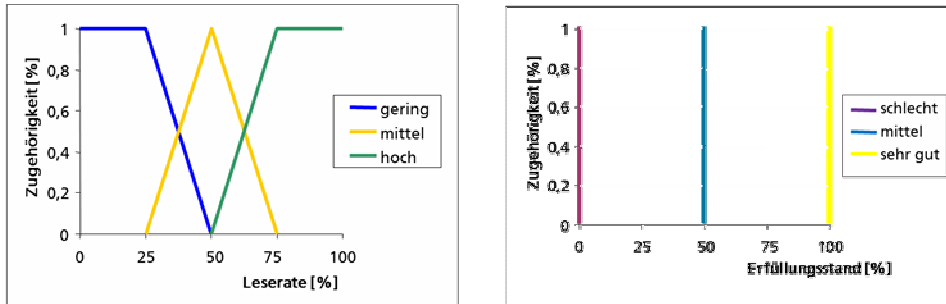 Zugehörigkeit [%]
1
0,8
0,6
0,4
0,2
0
0 25 50 75 100
Leserate [%]
gering
mittel
hoch
Zugehörigkeit [%]
1
0,8
0,6
0,4
0,2
0
0 25 50 75 100
Erfüllungsstand [%]
schlecht
mittel
sehr gut